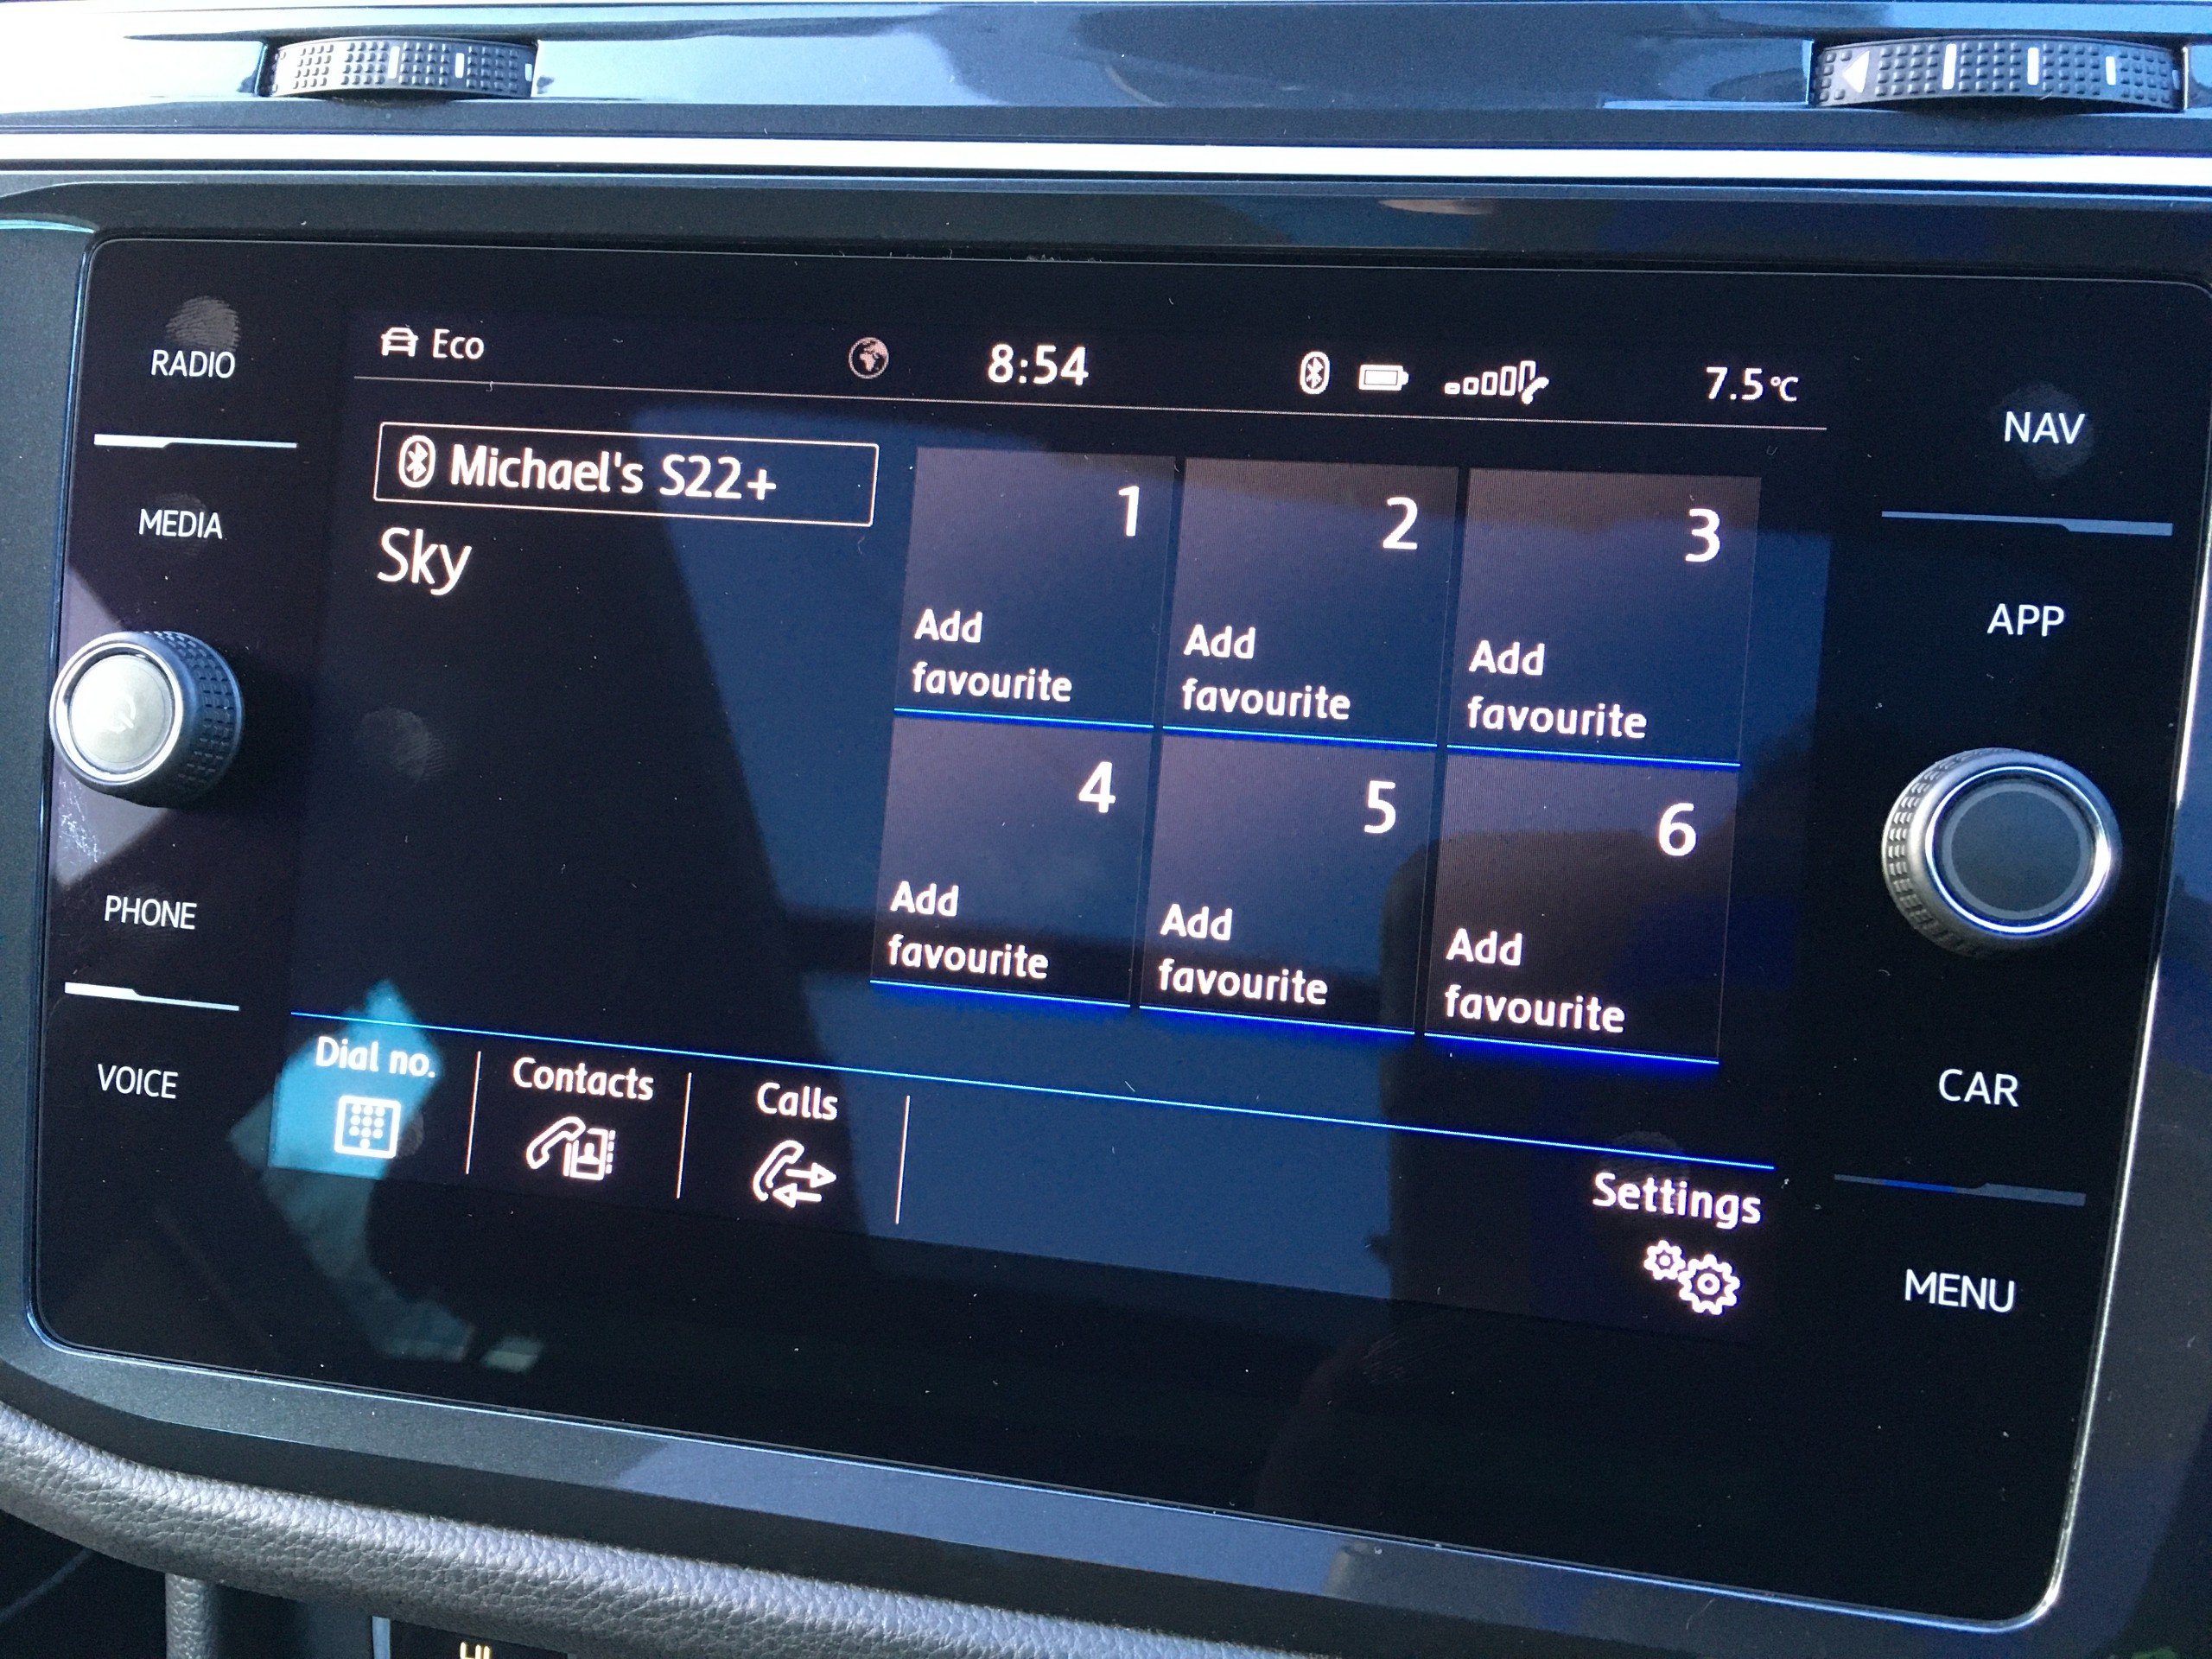 RADIO
MEDIA
PHONE
VOICE
Eco
8:54
7.5°C
Michael's S22+
Sky
1
Add
favourite
2
Add
favourite
3
Add
favourite
4
Add
favourite
5
Add
favourite
6
Add
favourite
Dial no.
Contacts
Calls
Settings
NAV
APP
CAR
MENU